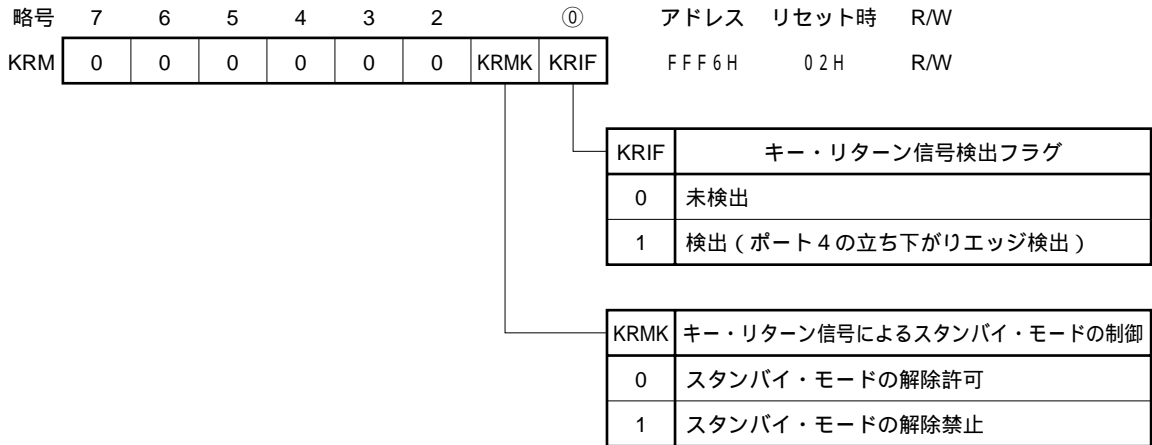 略号 7 6 5 4 3 2 ⓪ アドレス リセット時 R/W
KRM 0 0 0 0 0 0 KRMK KRIF FFF6H 02H R/W
KRIF キー・リターン信号検出フラグ
0 未検出
1 検出(ポート4の立ち下がりエッジ検出)
KRMK キー・リターン信号によるスタンバイ・モードの制御
0 スタンバイ・モードの解除許可
1 スタンバイ・モードの解除禁止